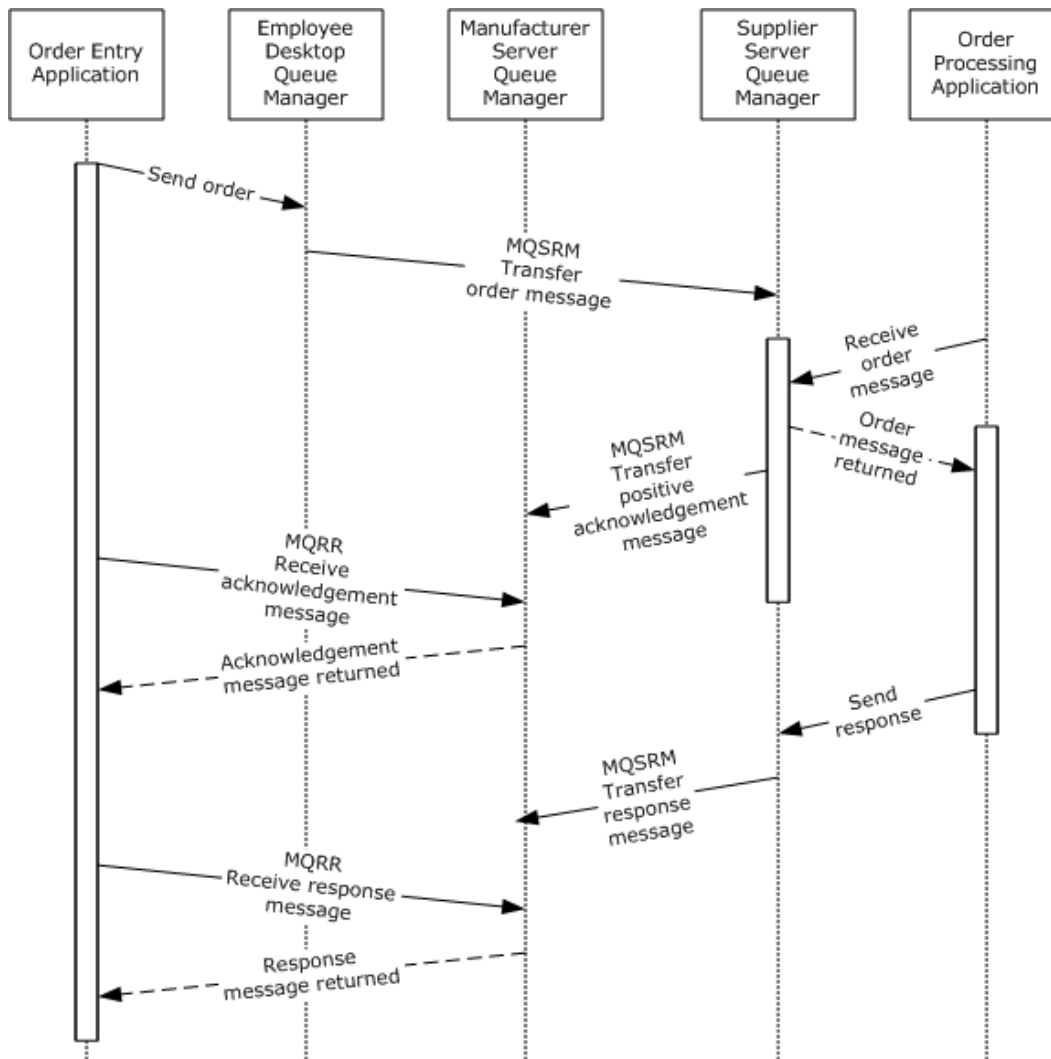 Order Entry
Application
Employee
Desktop
Queue
Manager
Manufacturer
Server
Queue
Manager
Supplier
Server
Queue
Manager
Order
Processing
Application
Send order
MQSRM
Transfer
order message
Receive
order
message
Order
message
returned
MQSRM
Transfer
positive
acknowledgement
message
MQRR
Receive
acknowledgement
message
Acknowledgement
message returned
Send
response
MQSRM
Transfer
response
message
MQRR
Receive response
message
Response
message returned